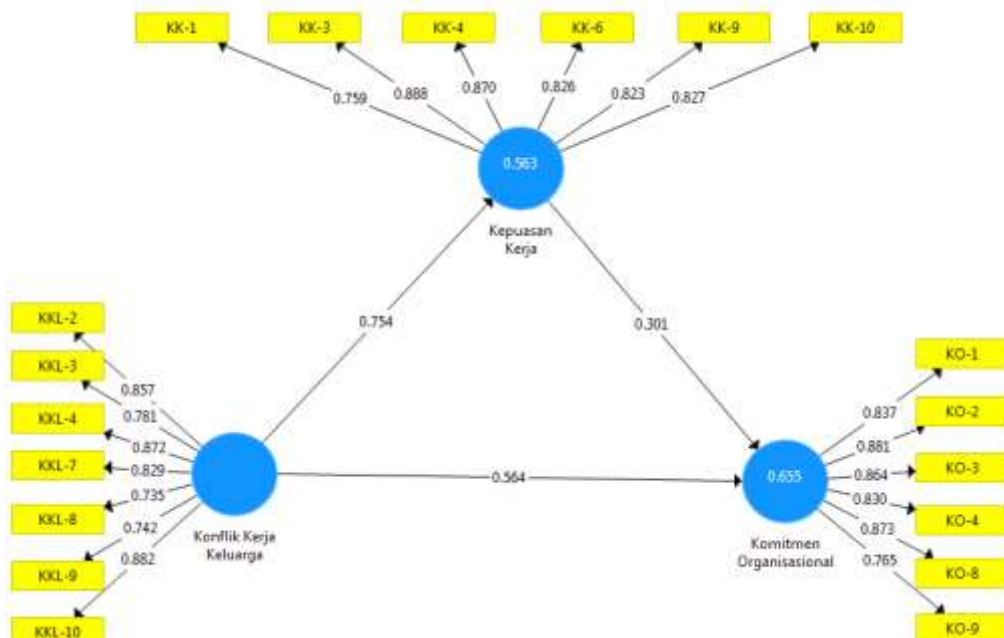 KK-1
KK-3
KK-4
KK-6
KK-9
KK-10
0.759
0.888
0.870
0.826
0.823
0.827
0.563
Kepuasan
Kerja
0.754
0.301
KKL-2
KKL-3
KKL-4
KKL-7
KKL-8
KKL-9
KKL-10
0.857
0.781
0.872
0.829
0.735
0.742
0.882
Konflik Kerja
Keluarga
0.564
0.655
Komitmen
Organisasional
0.837
0.881
0.864
0.830
0.873
0.765
KO-1
KO-2
KO-3
KO-4
KO-8
KO-9